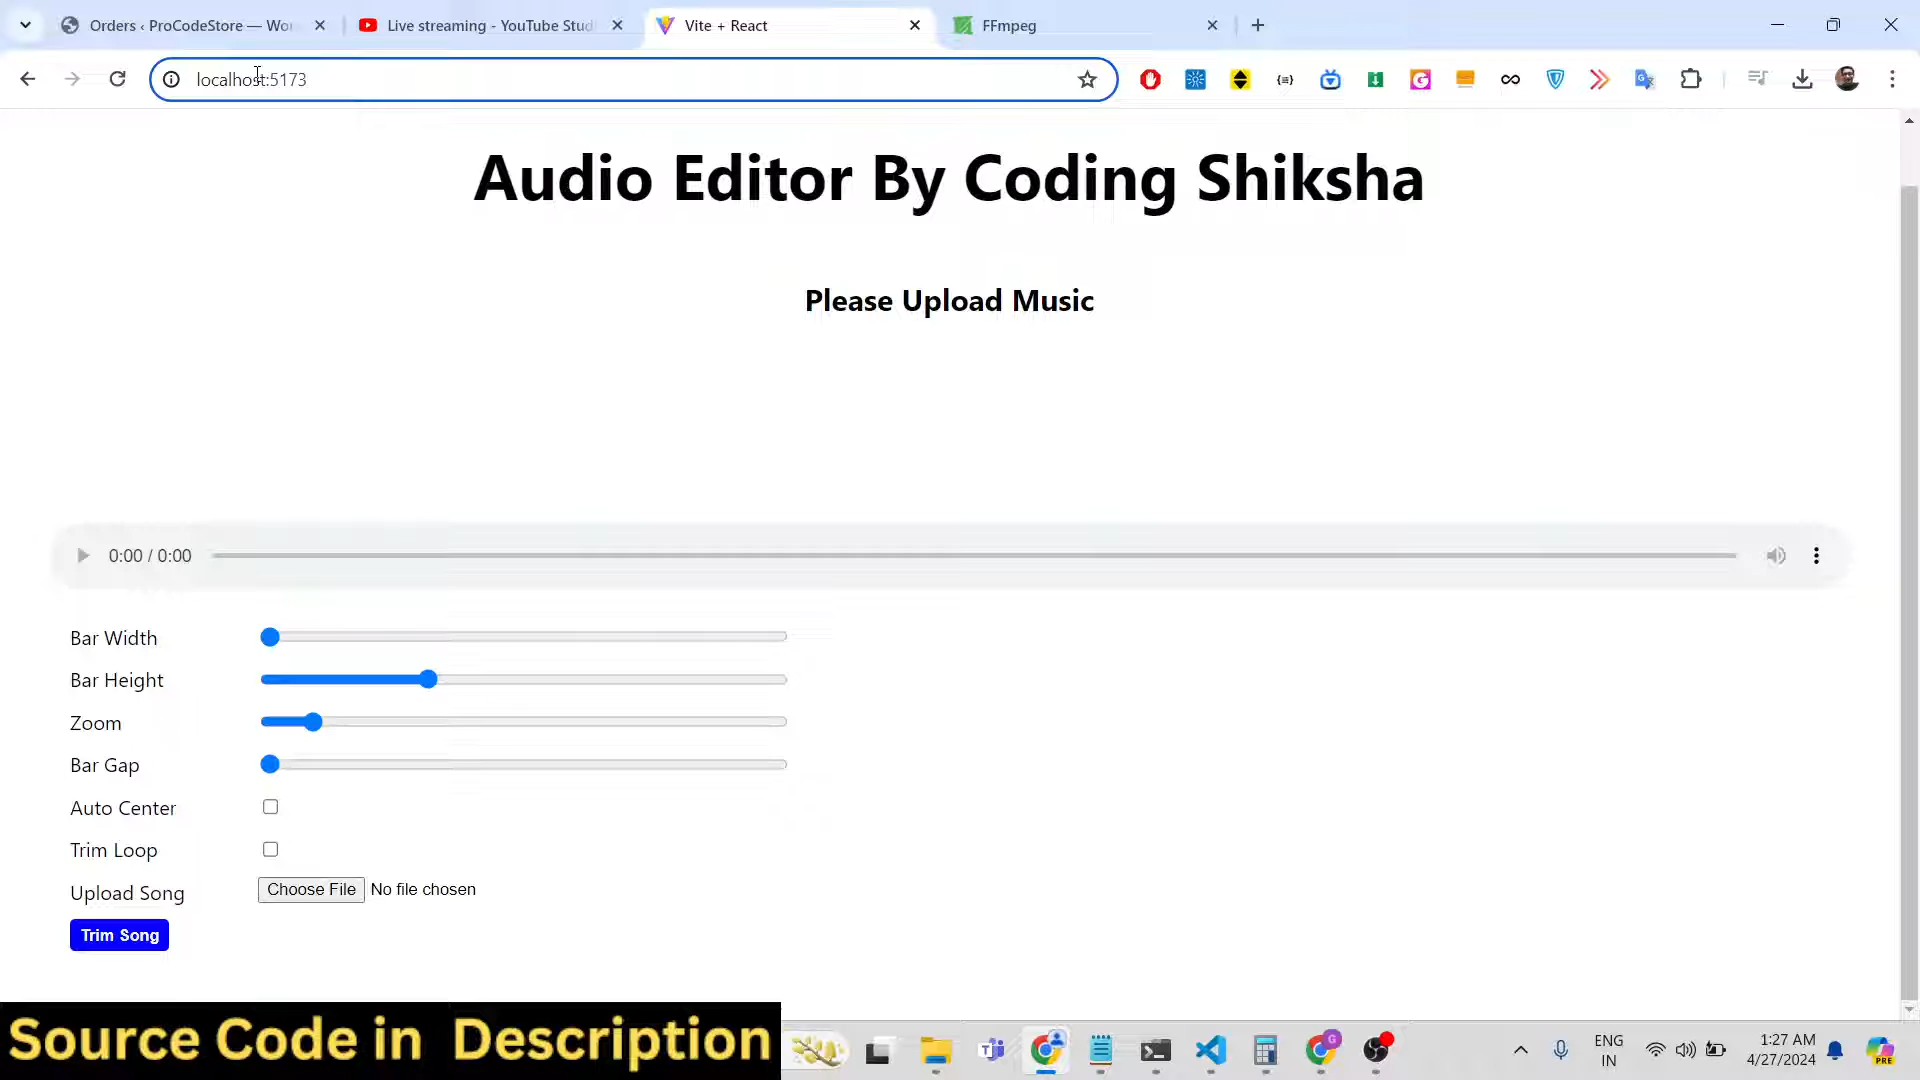 Orders ‹ ProCodeStore — Wor
Live streaming - YouTube Stud
Vite + React
FFmpeg
localhost:5173
Audio Editor By Coding Shiksha
Please Upload Music
0:00 / 0:00
Bar Width
Bar Height
Zoom
Bar Gap
Auto Center
Trim Loop
Upload Song
Choose File No file chosen
Trim Song
Source Code in Description
ENG
IN
1:27 AM
4/27/2024
PRE